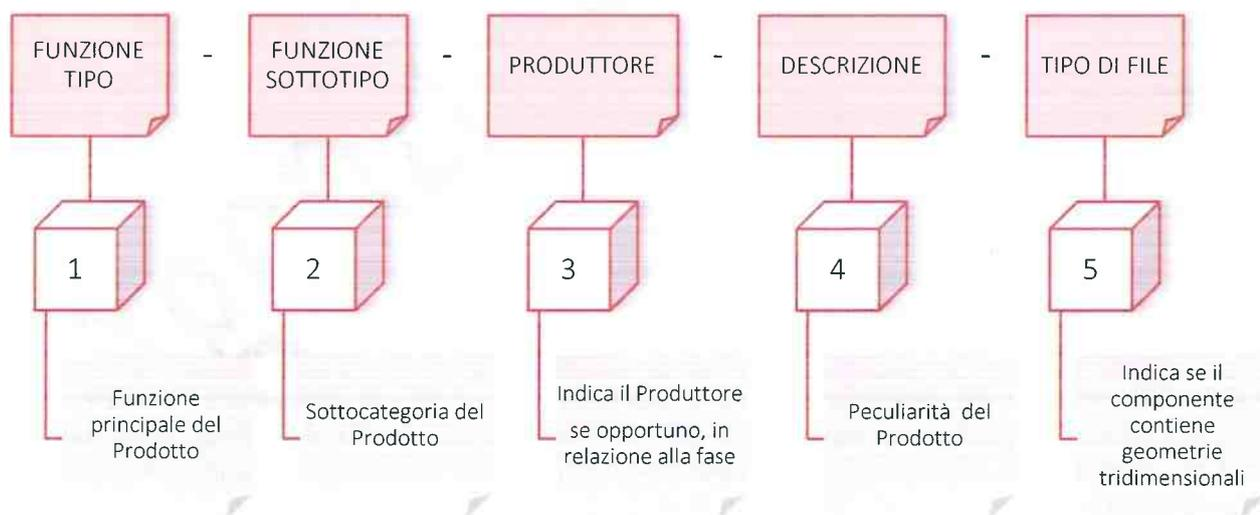 FUNZIONE
TIPO
-
FUNZIONE
SOTTOTIPO
-
PRODUTTORE
-
DESCRIZIONE
-
TIPO DI FILE
1
2
3
4
5
Funzione
principale del
Prodotto
Sottocategoria del
Prodotto
Indica il Produttore
se opportuno, in
relazione alla fase
Peculiarità del
Prodotto
Indica se il
componente
contiene
geometrie
tridimensionali